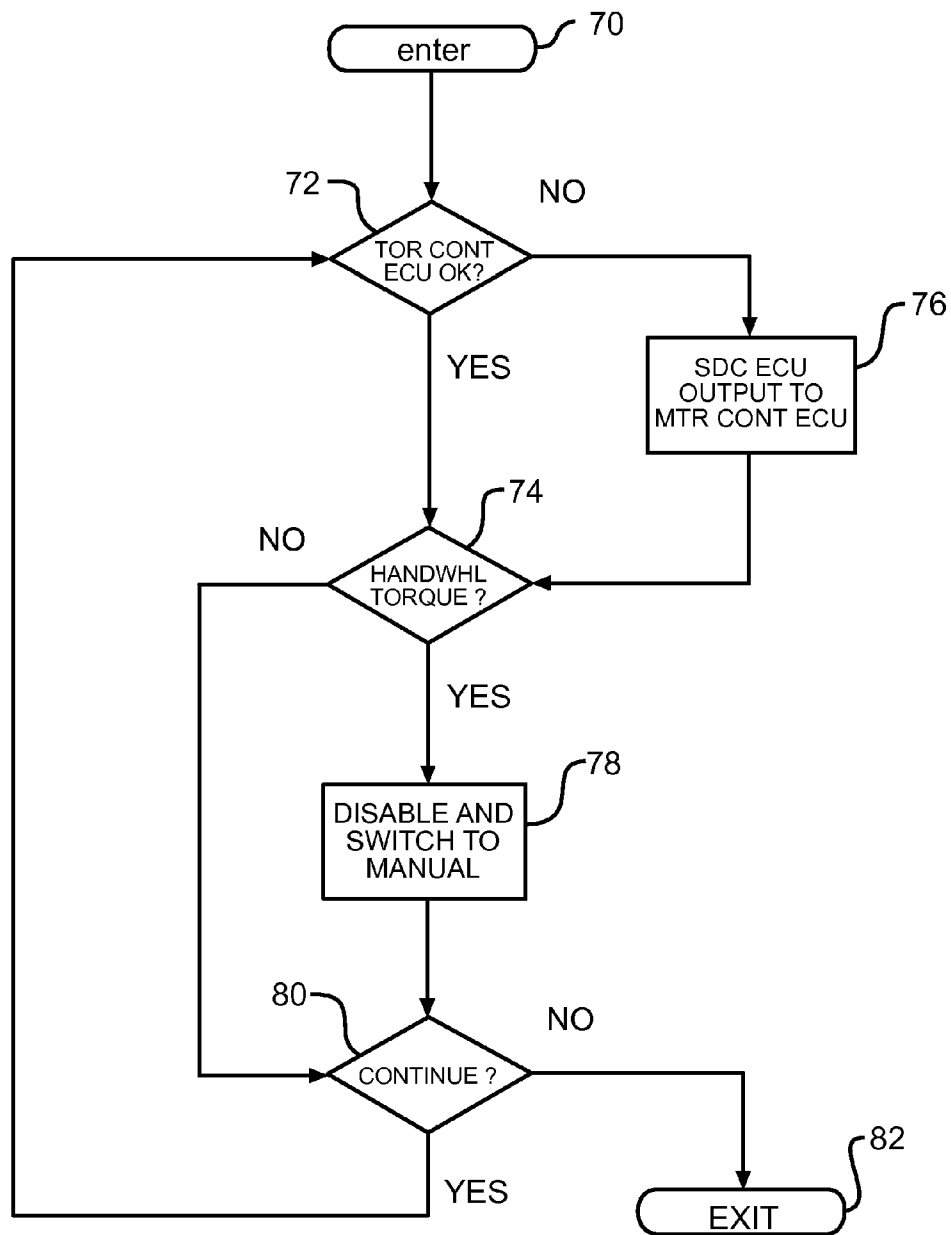 enter
70
72
NO
TOR CONT
ECU OK?
76
YES
SDC ECU
OUTPUT TO
MTR CONT ECU
74
NO
HANDWHL
TORQUE ?
YES
78
DISABLE AND
SWITCH TO
MANUAL
80
NO
CONTINUE ?
82
YES
EXIT